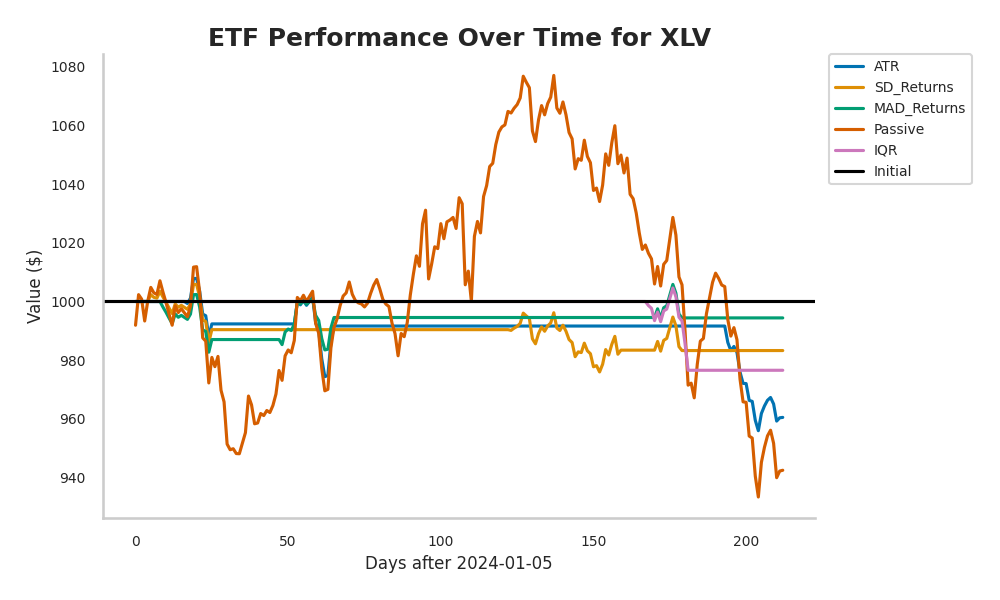 ETF Performance Over Time for XLV
1080
1060
1040
1020
1000
980
960
940
Value ($)
0
50
100
150
200
Days after 2024-01-05
ATR
SD_Returns
MAD_Returns
Passive
IQR
Initial